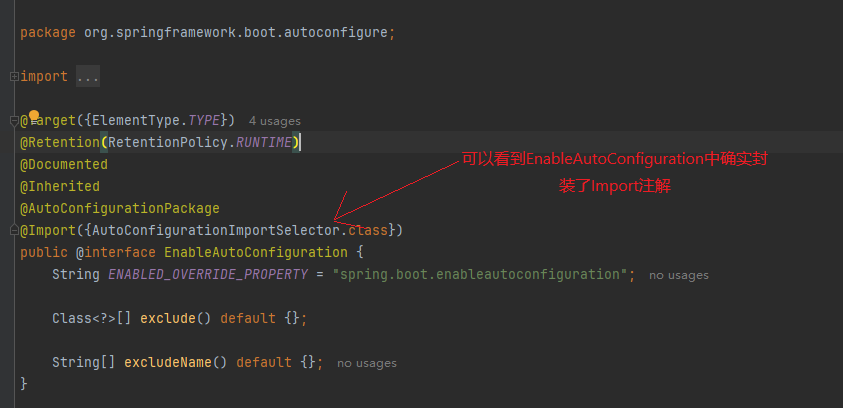 package org.springframework.boot.autoconfigure;
import ...
@Target({ElementType.TYPE}) 4 usages
@Retention(RetentionPolicy.RUNTIME)
@Documented
可以看到EnableAutoConfiguration中确实封
装了Import注解
@Inherited
@AutoConfigurationPackage
@Import({AutoConfigurationImportSelector.class})
public @interface EnableAutoConfiguration {
String ENABLED_OVERRIDE_PROPERTY = "spring.boot.enableautoconfiguration"; no usages
Class<?>[] exclude() default {};
String[] excludeName() default {}; no usages
}